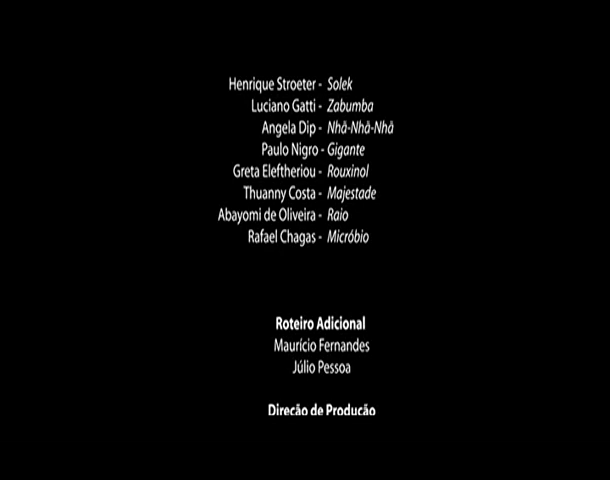 Henrique Stroeter - Solek
Luciano Gatti - Zabumba
Angela Dip - Nhã-Nhã-Nhã
Paulo Nigro - Gigante
Greta Eleftheriou - Rouxinol
Thuanny Costa - Majestade
Abayomi de Oliveira - Raio
Rafael Chagas - Micróbio
Roteiro Adicional
Maurício Fernandes
Júlio Pessoa
Direção de Produção